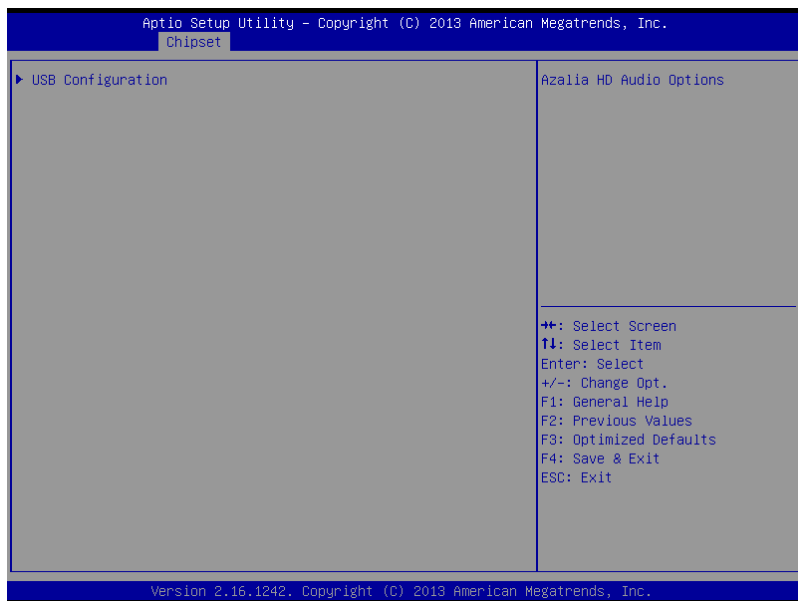 Aptio Setup Utility – Copyright (C) 2013 American Megatrends, Inc.
Chipset
▶ USB Configuration
Azalia HD Audio Options
→←: Select Screen
↑↓: Select Item
Enter: Select
+/-: Change Opt.
F1: General Help
F2: Previous Values
F3: Optimized Defaults
F4: Save & Exit
ESC: Exit
Version 2.16.1242. Copyright (C) 2013 American Megatrends, Inc.